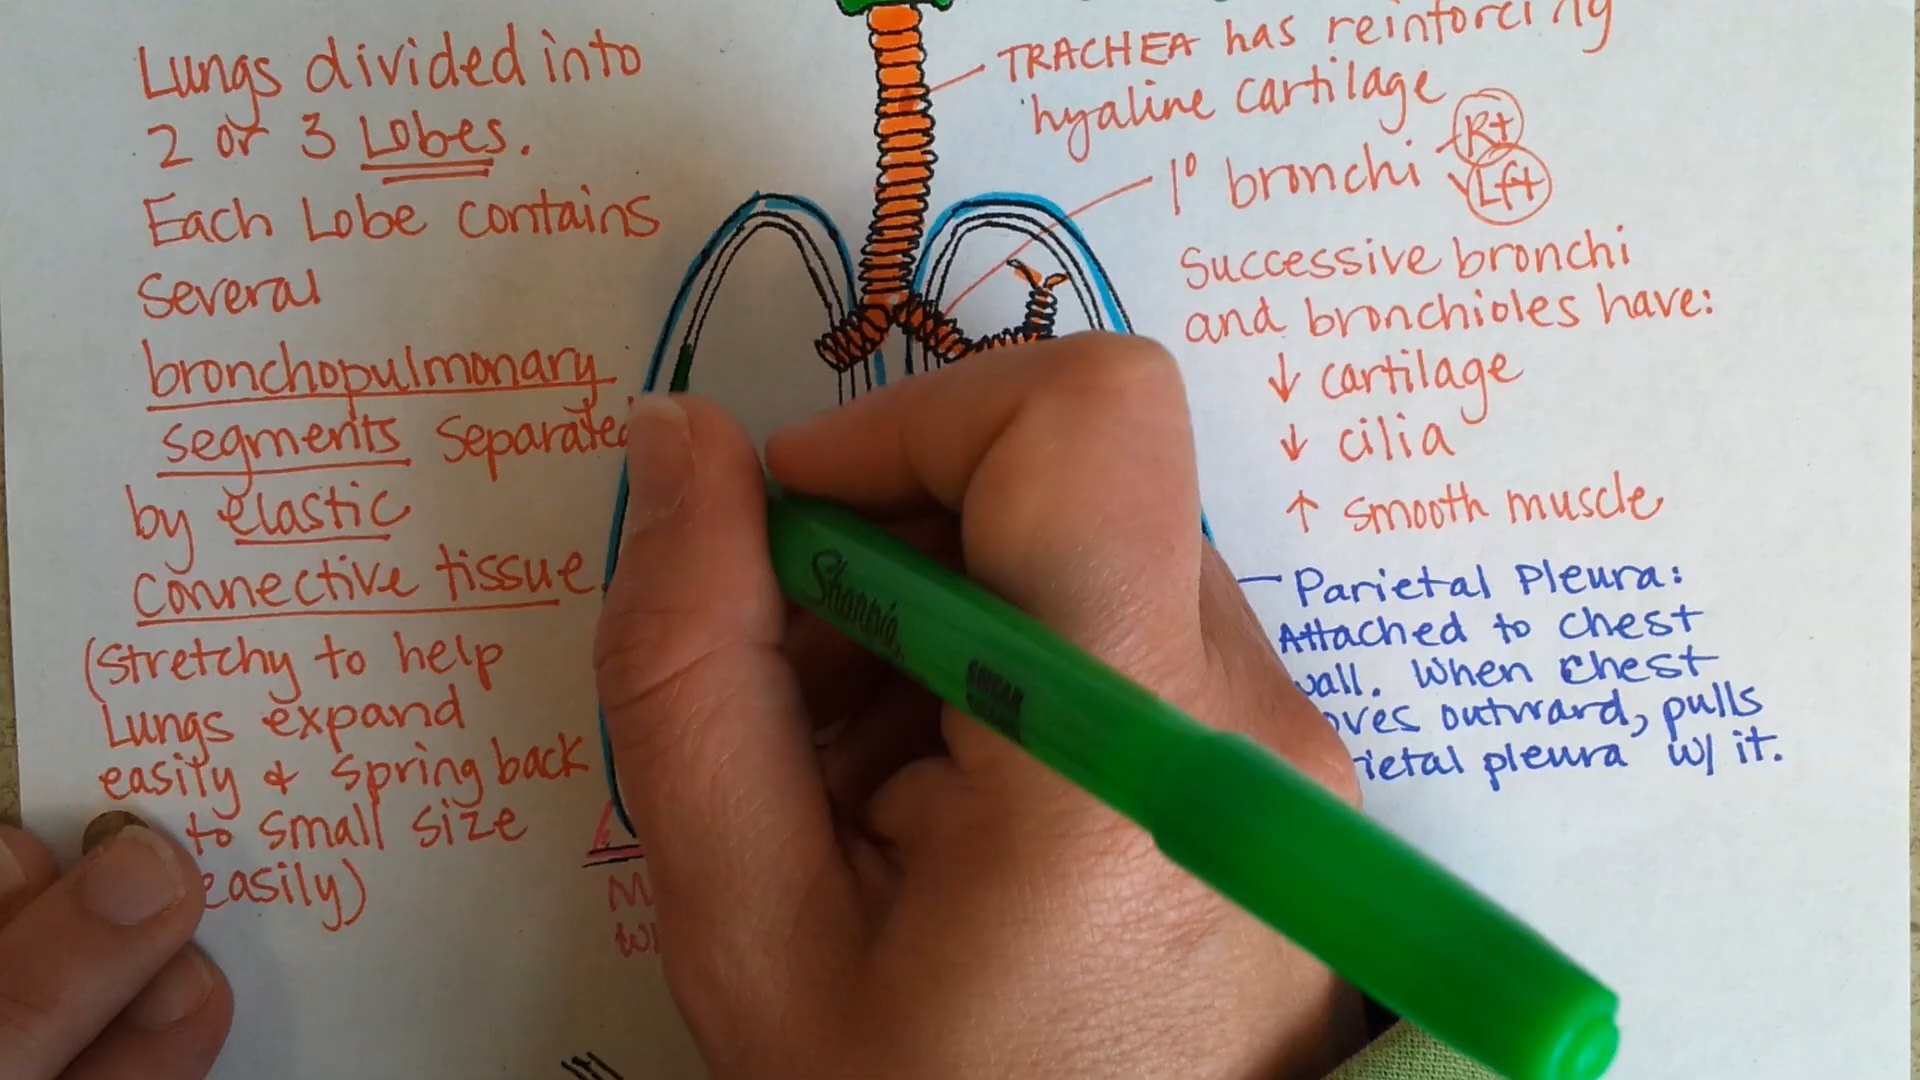 Lungs divided into
2 or 3 Lobes.
Each Lobe contains
Several
bronchopulmonary
segments separated
by elastic
connective tissue.
(Stretchy to help
Lungs expand
easily & spring back
to small size
easily)
TRACHEA has reinforcing
hyaline cartilage
1° bronchi
Rt
Lft
Successive bronchi
and bronchioles have:
↓ cartilage
↓ cilia
↑ smooth muscle
Parietal Pleura:
Attached to chest
wall. When chest
oves outward, pulls
rietal pleura w/ it.
Sharpie